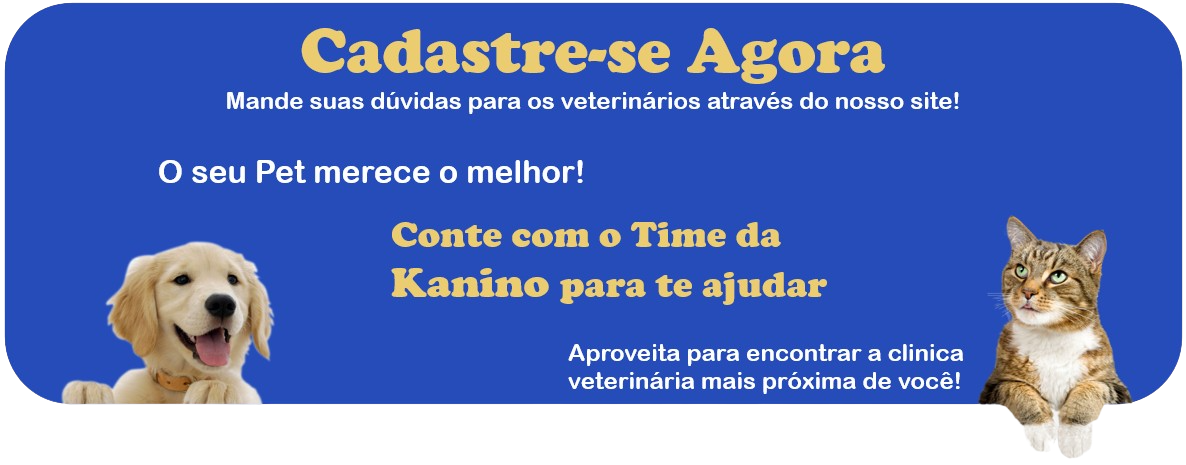 Cadastre-se Agora
Mande suas dúvidas para os veterinários através do nosso site!
O seu Pet merece o melhor!
Conte com o Time da
Kanino para te ajudar
Aproveita para encontrar a clinica
veterinária mais próxima de você!